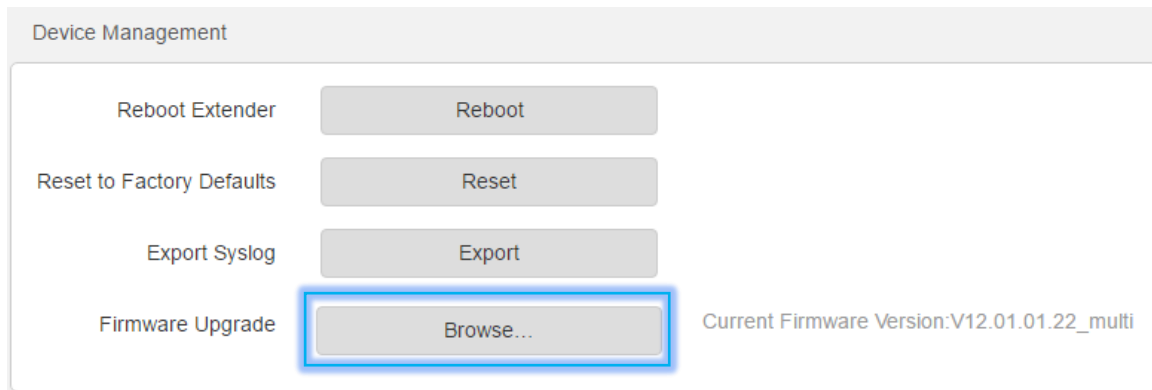 Device Management
Reboot Extender Reboot
Reset to Factory Defaults Reset
Export Syslog Export
Firmware Upgrade Browse... Current Firmware Version:V12.01.01.22_multi